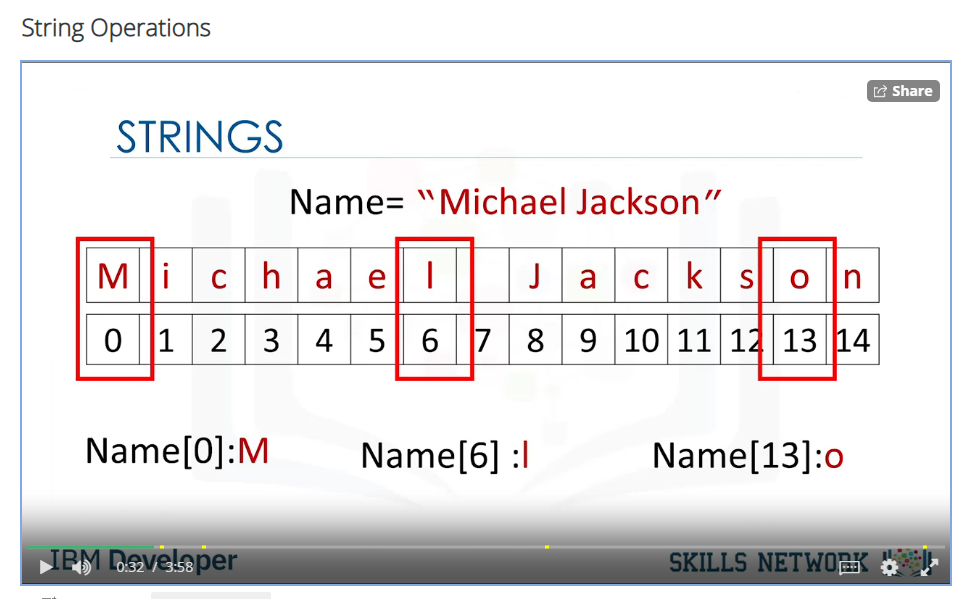 String Operations
Share
STRINGS
Name= “Michael Jackson”
M i c h a e l J a c k s o n
0 1 2 3 4 5 6 7 8 9 10 11 12 13 14
Name[0]:M Name[6] :l Name[13]:o
IBM Developer SKILLS NETWORK
0:32 / 3:58